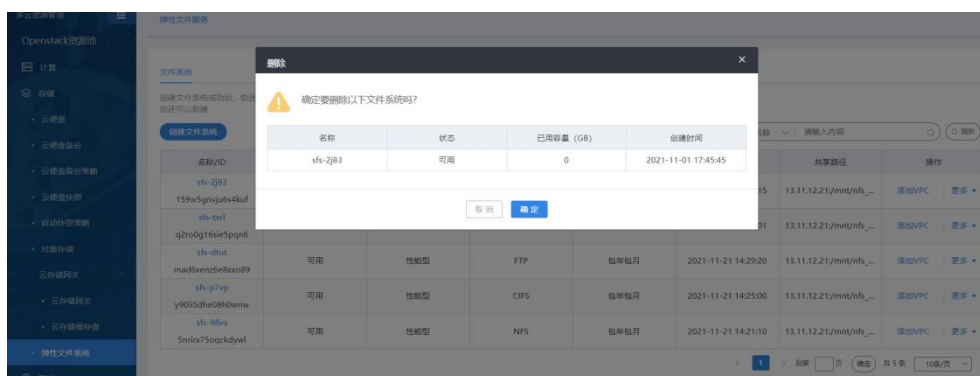 多云资源管理
弹性文件服务
Openstack资源池
计算
存储
云硬盘
云硬盘备份
云硬盘备份策略
云硬盘快照
自动快照策略
对象存储
云存储网关
云存储网关
云存储缓存盘
弹性文件系统
文件系统
创建文件系统成功后，您还
您还可以新建
创建文件系统
名称
请输入内容
刷新
名称/ID
共享路径
操作
sfs-2j83
159w5gnvju6s4kuf
15
13.11.12.21:/mnt/nfs_...
添加VPC
更多
sfs-tarl
q2ro0g16sie5pqn6
01
13.11.12.21:/mnt/nfs_...
添加VPC
更多
sfs-dtut
mad6xenz6e8xxo89
可用
性能型
FTP
包年包月
2021-11-21 14:29:20
13.11.12.21:/mnt/nfs_...
添加VPC
更多
sfs-p7vp
y90ii5dhe08h0wnw
可用
性能型
CIFS
包年包月
2021-11-21 14:25:00
13.11.12.21:/mnt/nfs_...
添加VPC
更多
sfs-98vs
5nrirx75oqckdywl
可用
性能型
NFS
包年包月
2021-11-21 14:21:10
13.11.12.21:/mnt/nfs_...
添加VPC
更多
1
到第
页
确定
共 5 条
10条/页
删除
确定要删除以下文件系统吗？
名称
状态
已用容量（GB）
创建时间
sfs-2j83
可用
0
2021-11-01 17:45:45
取消
确定